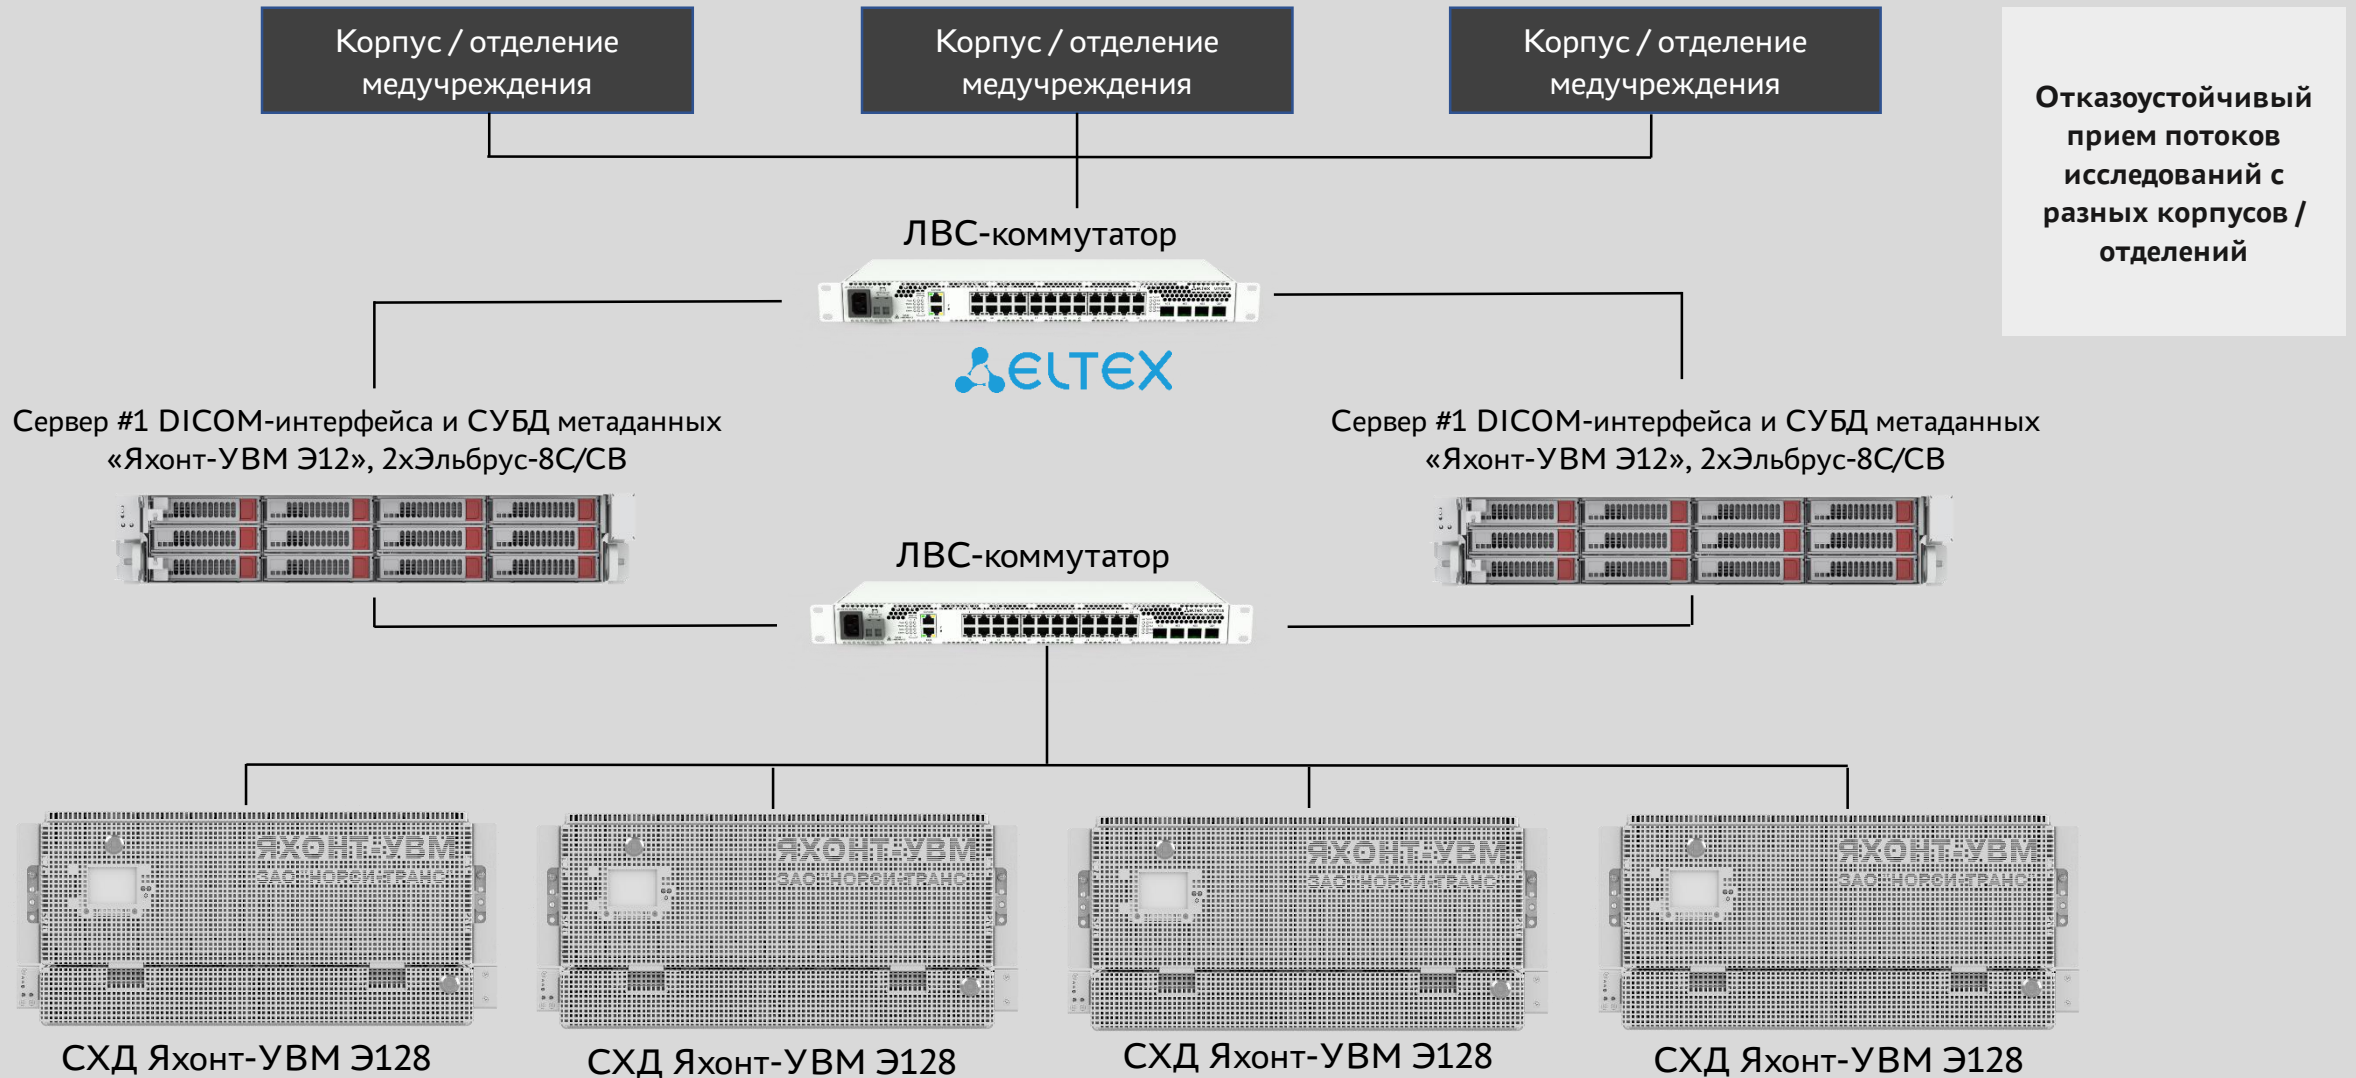 Корпус / отделение
медучреждения
Корпус / отделение
медучреждения
Корпус / отделение
медучреждения
Отказоустойчивый
прием потоков
исследований с
разных корпусов /
отделений
ЛВС-коммутатор
ELTEX
Сервер #1 DICOM-интерфейса и СУБД метаданных
«Яхонт-УВМ Э12», 2хЭльбрус-8С/СВ
Сервер #1 DICOM-интерфейса и СУБД метаданных
«Яхонт-УВМ Э12», 2хЭльбрус-8С/СВ
ЛВС-коммутатор
ЯХОНТ-УВМ
ЗАО "НОРСИ-ТРАНС"
ЯХОНТ-УВМ
ЗАО "НОРСИ-ТРАНС"
ЯХОНТ-УВМ
ЗАО "НОРСИ-ТРАНС"
ЯХОНТ-УВМ
ЗАО "НОРСИ-ТРАНС"
СХД Яхонт-УВМ Э128
СХД Яхонт-УВМ Э128
СХД Яхонт-УВМ Э128
СХД Яхонт-УВМ Э128